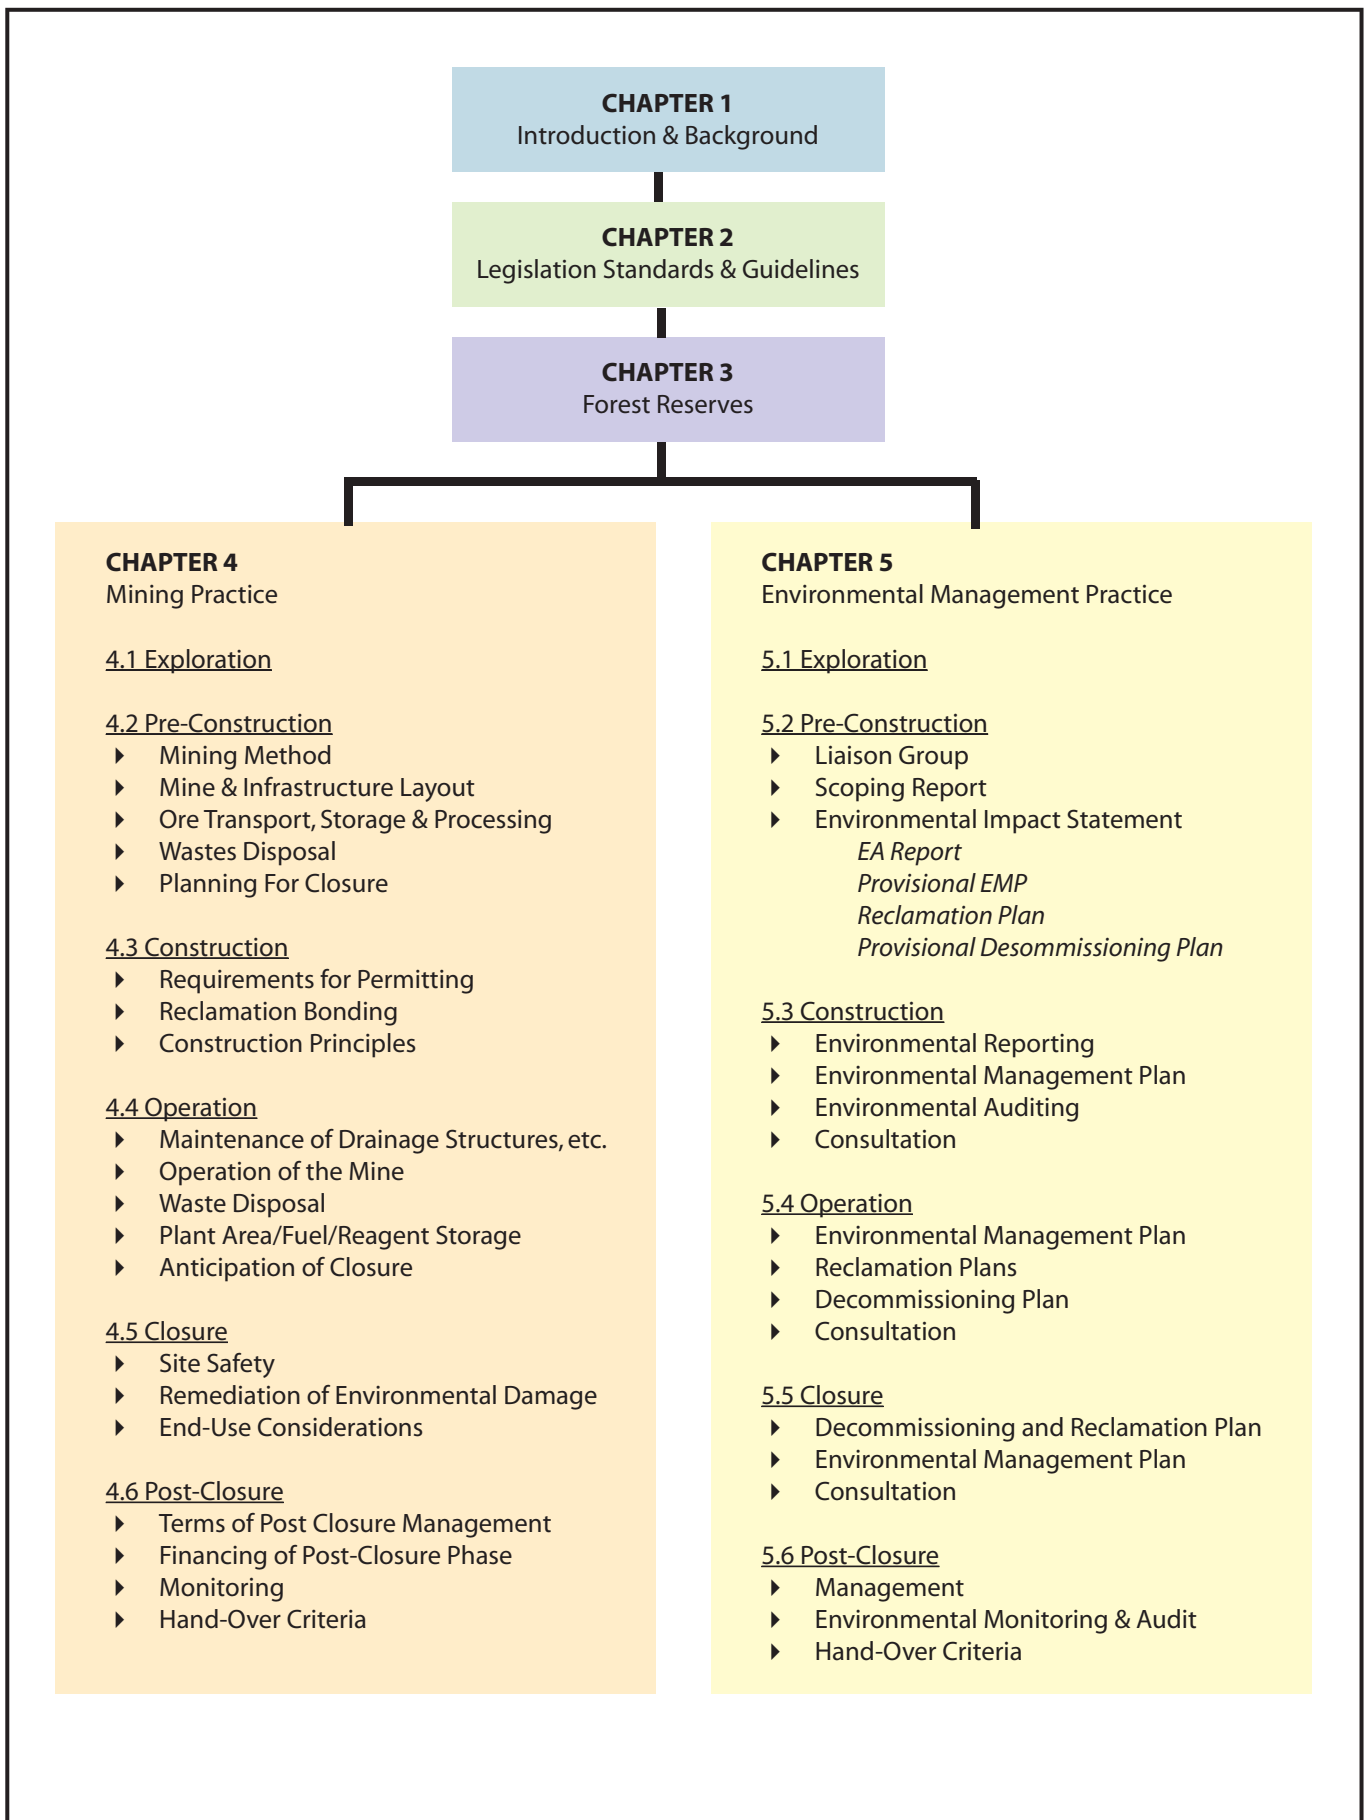 CHAPTER 1
Introduction & Background
CHAPTER 2
Legislation Standards & Guidelines
CHAPTER 3
Forest Reserves
CHAPTER 4
Mining Practice
4.1 Exploration
4.2 Pre-Construction
Mining Method
Mine & Infrastructure Layout
Ore Transport, Storage & Processing
Wastes Disposal
Planning For Closure
4.3 Construction
Requirements for Permitting
Reclamation Bonding
Construction Principles
4.4 Operation
Maintenance of Drainage Structures, etc.
Operation of the Mine
Waste Disposal
Plant Area/Fuel/Reagent Storage
Anticipation of Closure
4.5 Closure
Site Safety
Remediation of Environmental Damage
End-Use Considerations
4.6 Post-Closure
Terms of Post Closure Management
Financing of Post-Closure Phase
Monitoring
Hand-Over Criteria
CHAPTER 5
Environmental Management Practice
5.1 Exploration
5.2 Pre-Construction
Liaison Group
Scoping Report
Environmental Impact Statement
EA Report
Provisional EMP
Reclamation Plan
Provisional Desommissioning Plan
5.3 Construction
Environmental Reporting
Environmental Management Plan
Environmental Auditing
Consultation
5.4 Operation
Environmental Management Plan
Reclamation Plans
Decommissioning Plan
Consultation
5.5 Closure
Decommissioning and Reclamation Plan
Environmental Management Plan
Consultation
5.6 Post-Closure
Management
Environmental Monitoring & Audit
Hand-Over Criteria